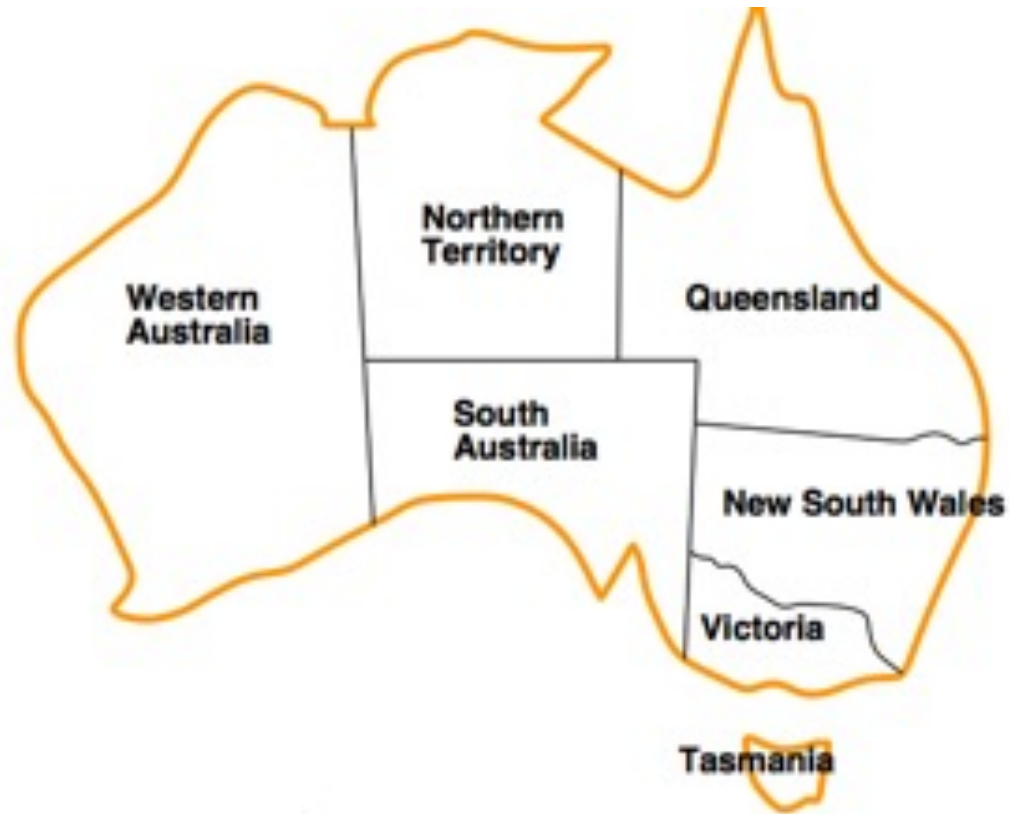 Northern
Territory
Western
Australia
Queensland
South
Australia
New South Wales
Victoria
Tasmania